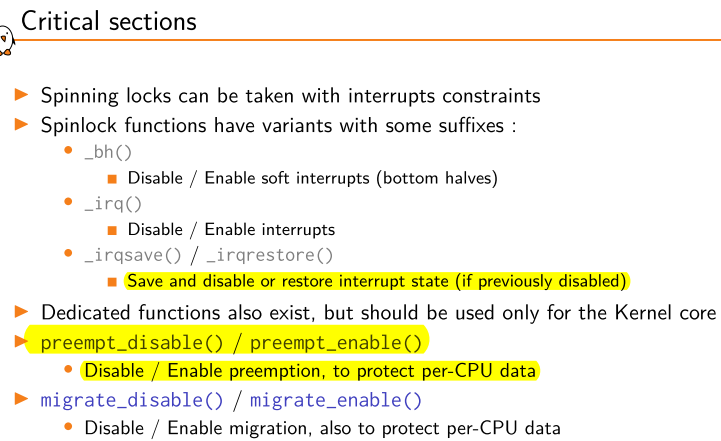 Critical sections
Spinning locks can be taken with interrupts constraints
Spinlock functions have variants with some suffixes :
_bh()
Disable / Enable soft interrupts (bottom halves)
_irq()
Disable / Enable interrupts
_irqsave() / _irqrestore()
Save and disable or restore interrupt state (if previously disabled)
Dedicated functions also exist, but should be used only for the Kernel core
preempt_disable() / preempt_enable()
Disable / Enable preemption, to protect per-CPU data
migrate_disable() / migrate_enable()
Disable / Enable migration, also to protect per-CPU data